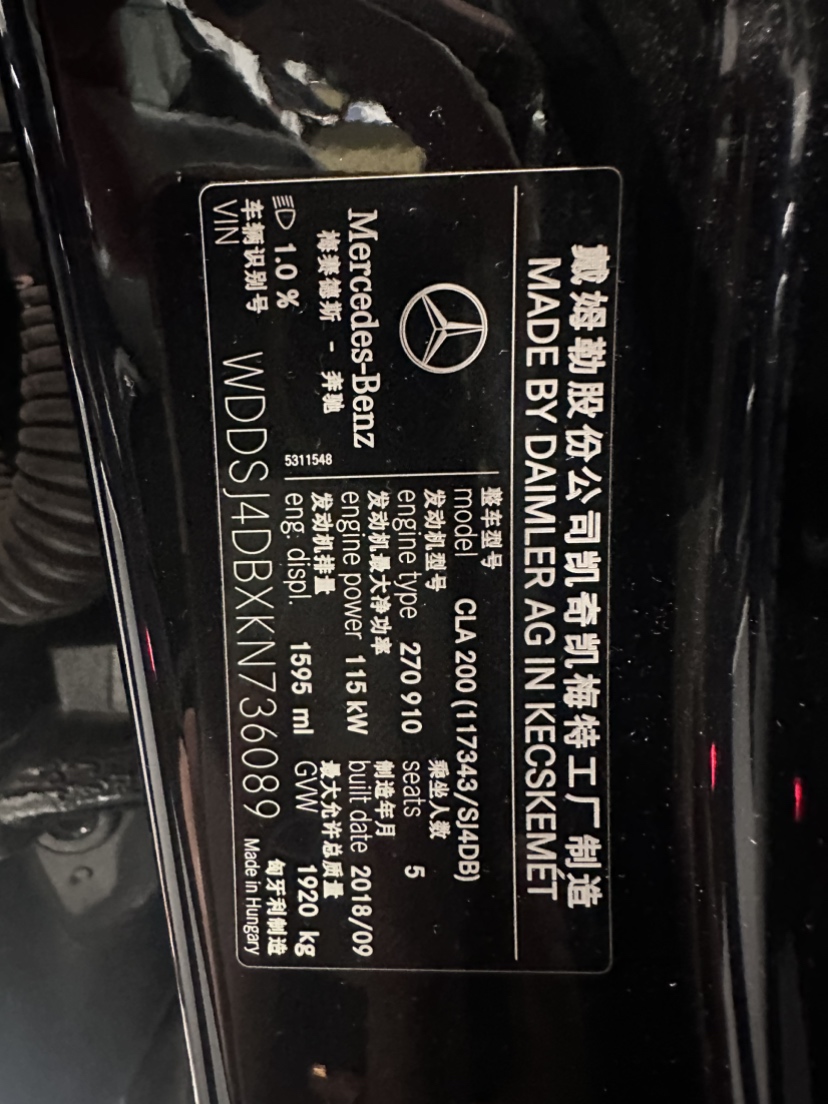 戴姆勒股份公司凯奇凯梅特工厂制造
MADE BY DAIMLER AG IN KECSKEMÉT
Mercedes-Benz
梅赛德斯 - 奔驰
1.0 %
5311548
整车型号
model CLA 200 (117343/SJ4DB)
发动机型号 乘坐人数
engine type 270 910 seats 5
发动机最大净功率 制造年月
engine power 115 kW built date 2018/09
发动机排量 最大允许总质量
eng. displ. 1595 ml GVW 1920 kg
车辆识别号
VIN WDDSJ4DBXKN736089
匈牙利制造
Made in Hungary